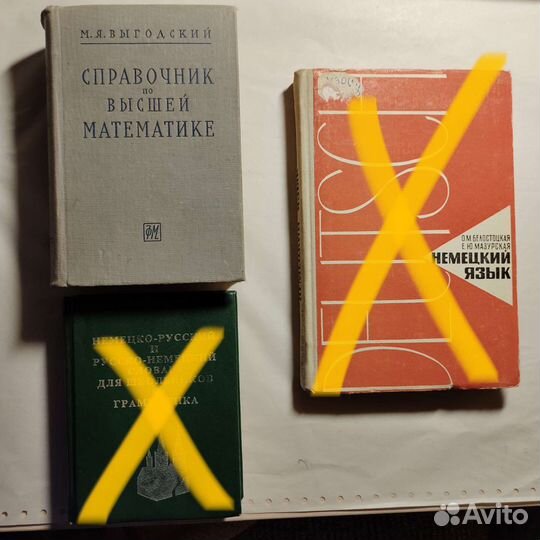 М.Я.ВЫГОДСКИЙ
СПРАВОЧНИК
ПО
ВЫСШЕЙ
МАТЕМАТИКЕ
ФМ
DEUTSCH
О.М.БЕЛОСТОЦКАЯ
Е.Ю.МАЗУРСКАЯ
НЕМЕЦКИЙ
ЯЗЫК
НЕМЕЦКО-РУССКИЙ
И
РУССКО-НЕМЕЦКИЙ
СЛОВАРЬ
ДЛЯ ШКОЛЬНИКОВ
ГРАММАТИКА
Avito